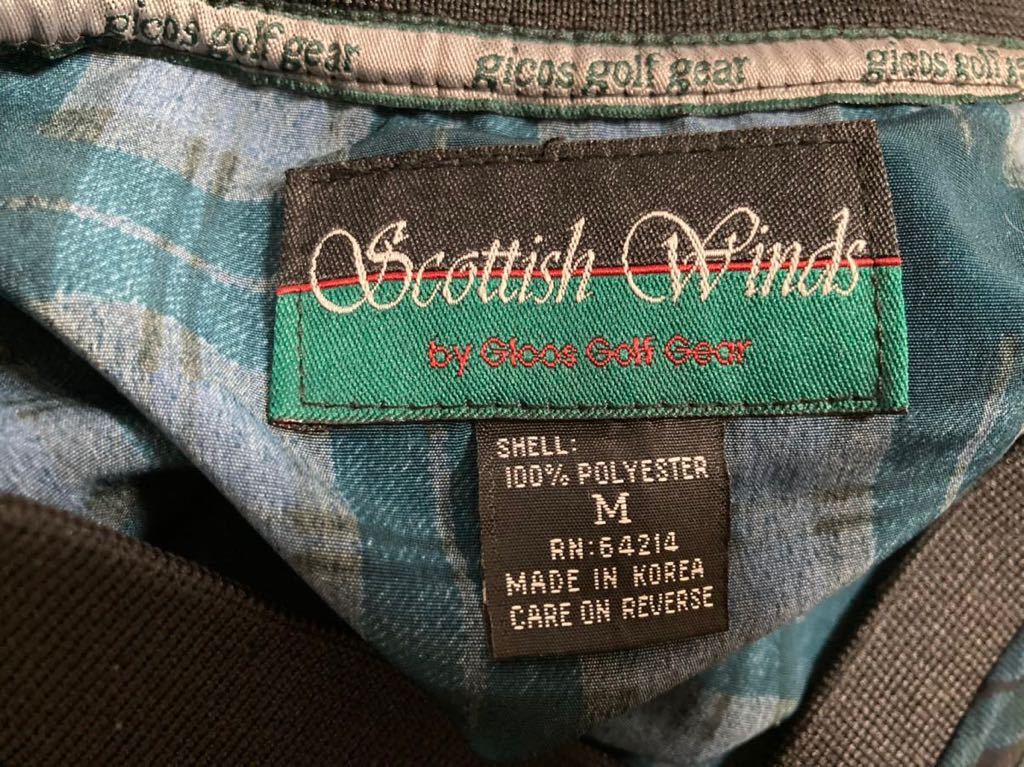 gicos golf gear gicos golf gear gicos golf
Scottish Winds
by Gicos Golf Gear
SHELL:
100% POLYESTER
M
RN:64214
MADE IN KOREA
CARE ON REVERSE